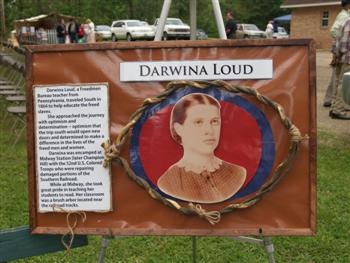 DARWINA LOUD
Darwina Loud, a Freedmen
Bureau teacher from
Pennsylvania, traveled South in
1864 to help educate the freed
slaves.
She approached the journey
with optimism and
determination – optimism that
the trip south would open new
doors and determined to make a
difference in the lives of the
freed men and women.
Darwina was encamped at
Midway Station (later Chapel
Hill) with the 52nd U.S. Colored
Troops who were repairing
damaged portions of the
Southern Railroad.
While at Midway, she took
great pride in teaching her
students to read. Her classroom
was a brush arbor located near
the railroad tracks.